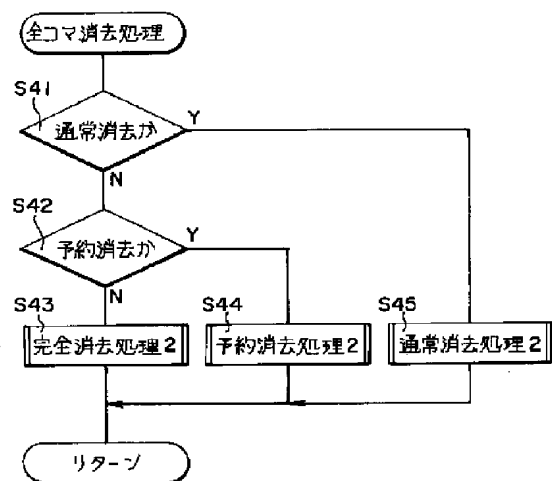 全コマ消去処理
S41
通常消去か
Y
N
S42
予約消去か
Y
N
S43
完全消去処理2
S44
予約消去処理2
S45
通常消去処理2
リターン